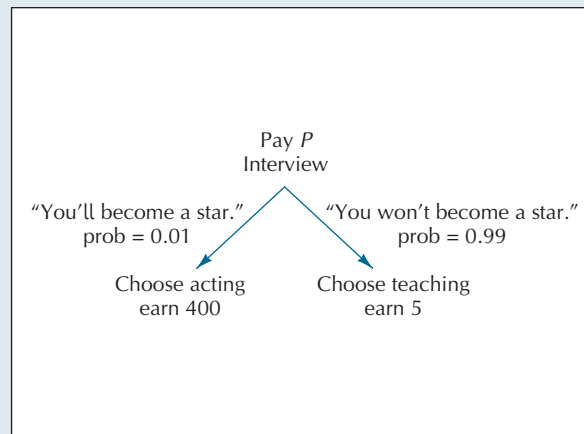 Pay P
Interview
“You’ll become a star.”
prob = 0.01
“You won’t become a star.”
prob = 0.99
Choose acting
earn 400
Choose teaching
earn 5